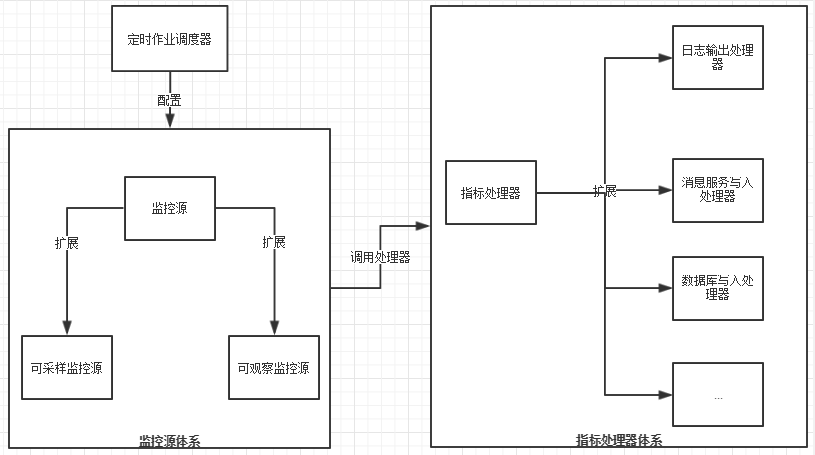 定时作业调度器
配置
监控源
扩展
扩展
可采样监控源
可观察监控源
监控源体系
调用处理器
指标处理器
扩展
日志输出处理
器
消息服务写入
处理器
数据库写入处
理器
...
指标处理器体系